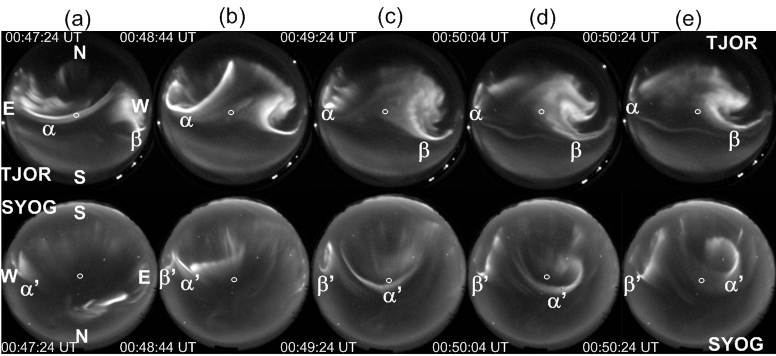 (a) (b) (c) (d) (e)
00:47:24 UT 00:48:44 UT 00:49:24 UT 00:50:04 UT 00:50:24 UT
TJOR
N
E W
α β α α β α β α β
TJOR S
SYOG S
W E
α' β' α' β' α' β' α' β' α'
N
00:47:24 UT 00:48:44 UT 00:49:24 UT 00:50:04 UT 00:50:24 UT
SYOG